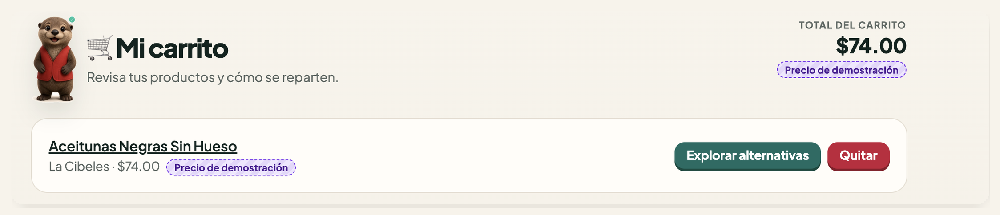 Mi carrito
Revisa tus productos y cómo se reparten.
TOTAL DEL CARRITO
$74.00
Precio de demostración
Aceitunas Negras Sin Hueso
La Cibeles · $74.00 Precio de demostración
Explorar alternativas
Quitar